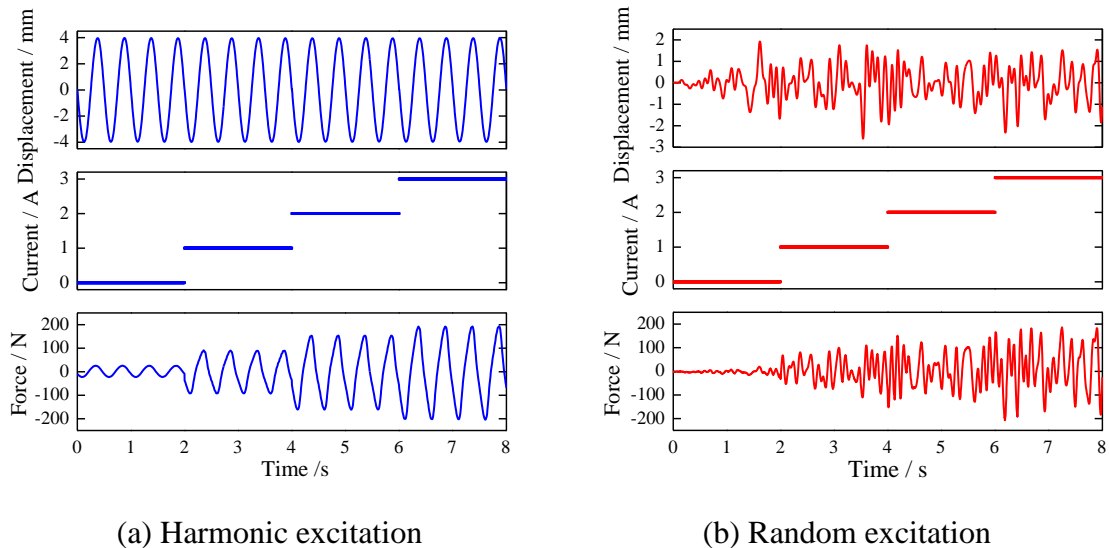 Displacement / mm
4
2
0
-2
-4
Current / A
3
2
1
0
Force / N
200
100
0
-100
-200
0 1 2 3 4 5 6 7 8
Time /s
(a) Harmonic excitation
Displacement / mm
2
1
0
-1
-2
-3
Current / A
3
2
1
0
Force / N
200
100
0
-100
-200
0 1 2 3 4 5 6 7 8
Time / s
(b) Random excitation